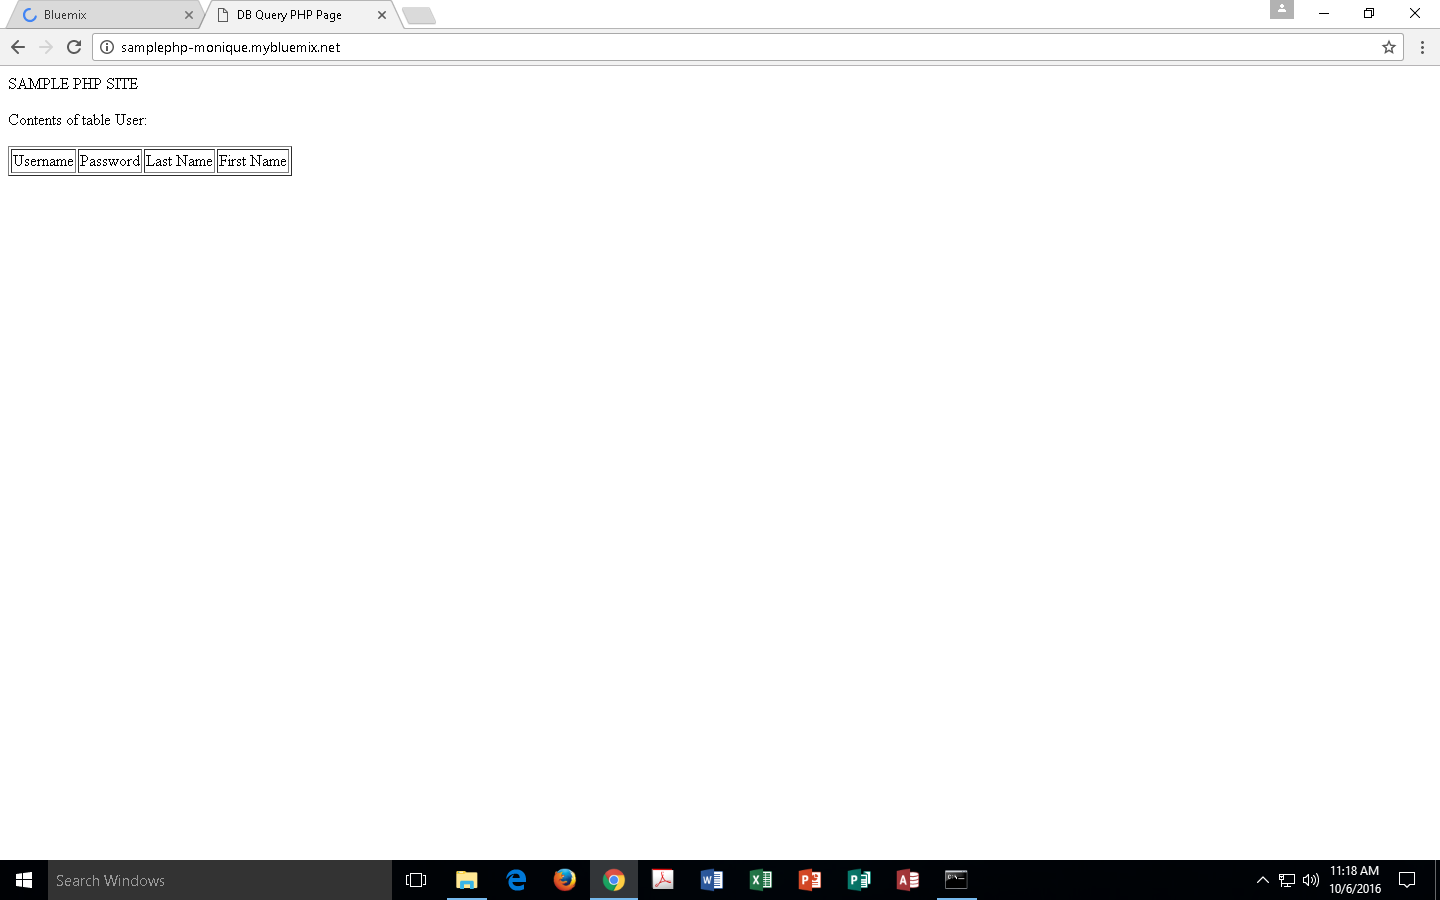 Bluemix
DB Query PHP Page
samplephp-monique.mybluemix.net
SAMPLE PHP SITE
Contents of table User:
Username Password Last Name First Name
Search Windows
11:18 AM
10/6/2016